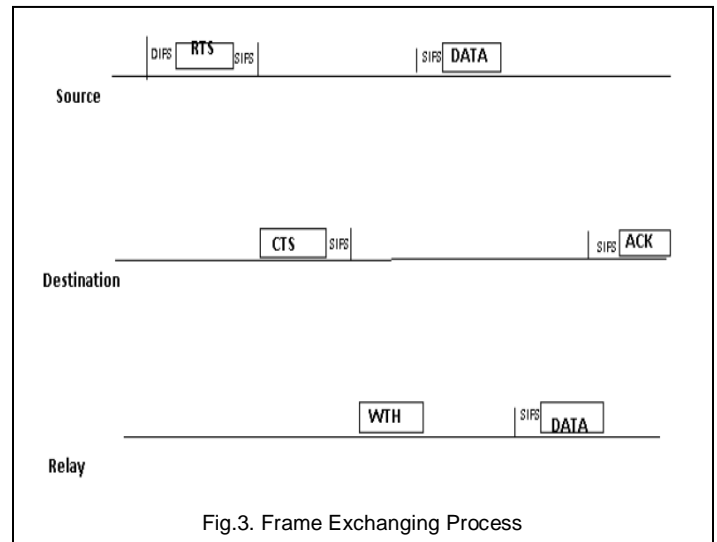 DIFS RTS SIFS SIFS DATA
Source
CTS SIFS SIFS ACK
Destination
WTH SIFS DATA
Relay
Fig.3. Frame Exchanging Process